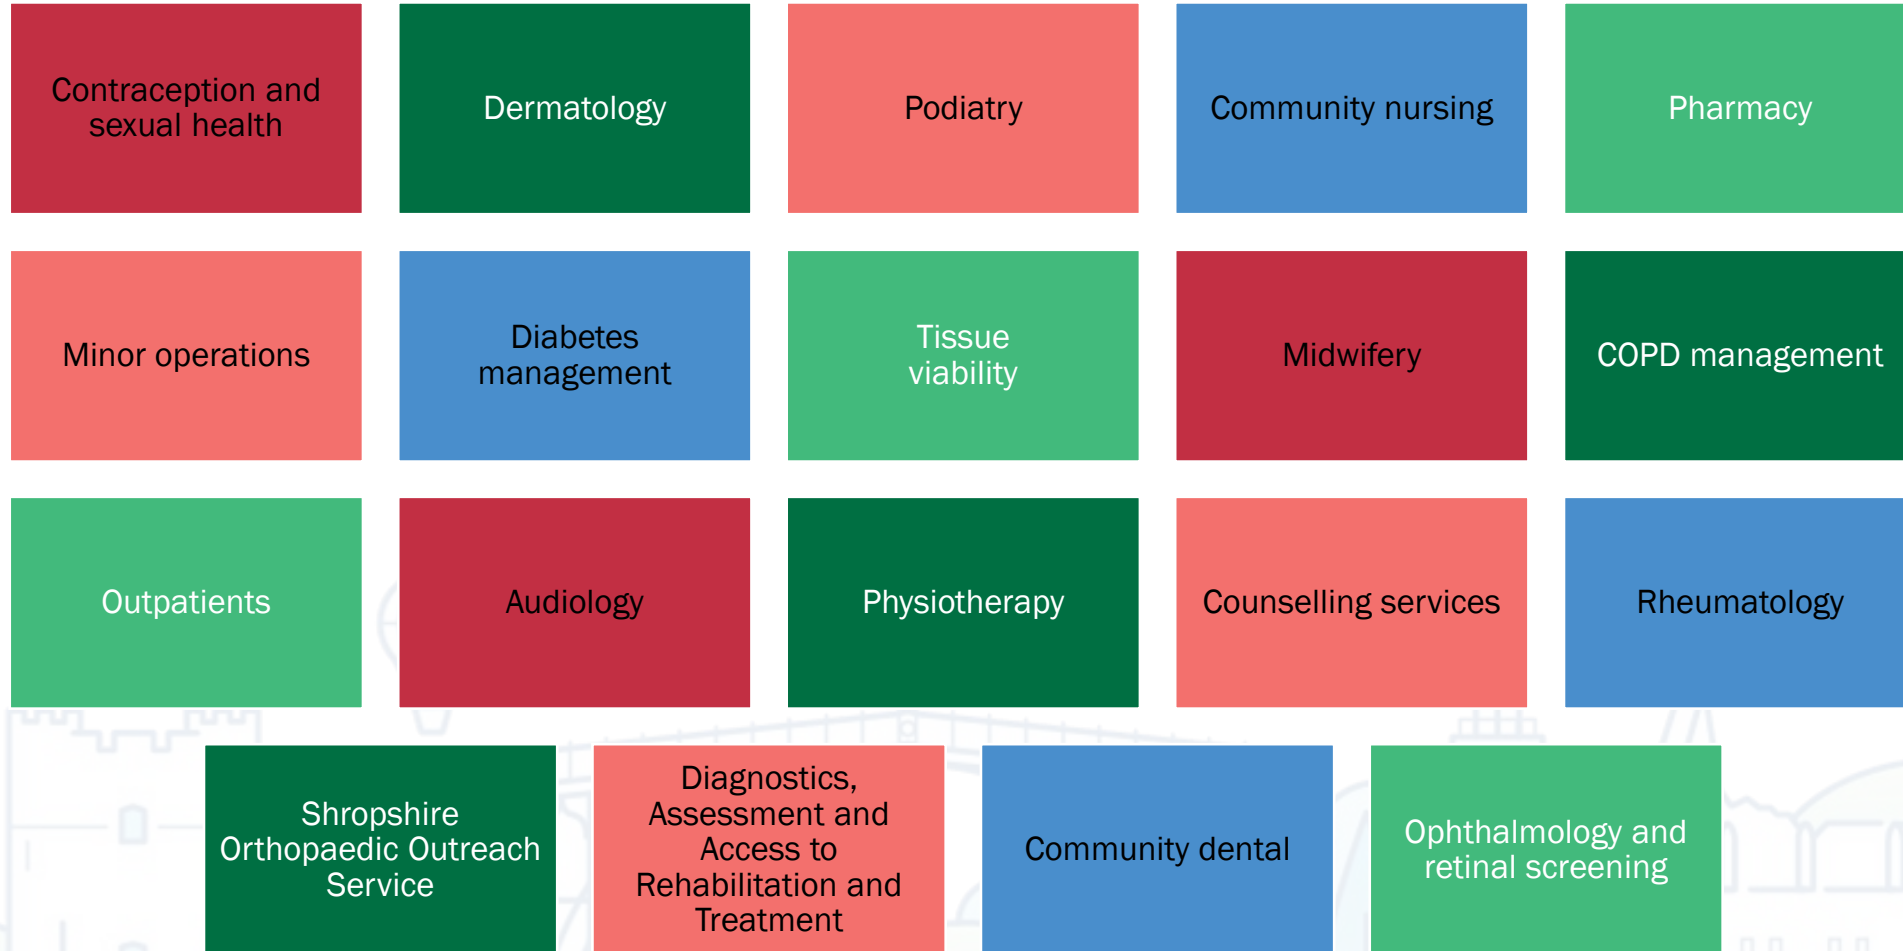 Contraception and
sexual health
Dermatology
Podiatry
Community nursing
Pharmacy
Minor operations
Diabetes
management
Tissue
viability
Midwifery
COPD management
Outpatients
Audiology
Physiotherapy
Counselling services
Rheumatology
Shropshire
Orthopaedic Outreach
Service
Diagnostics,
Assessment and
Access to
Rehabilitation and
Treatment
Community dental
Ophthalmology and
retinal screening